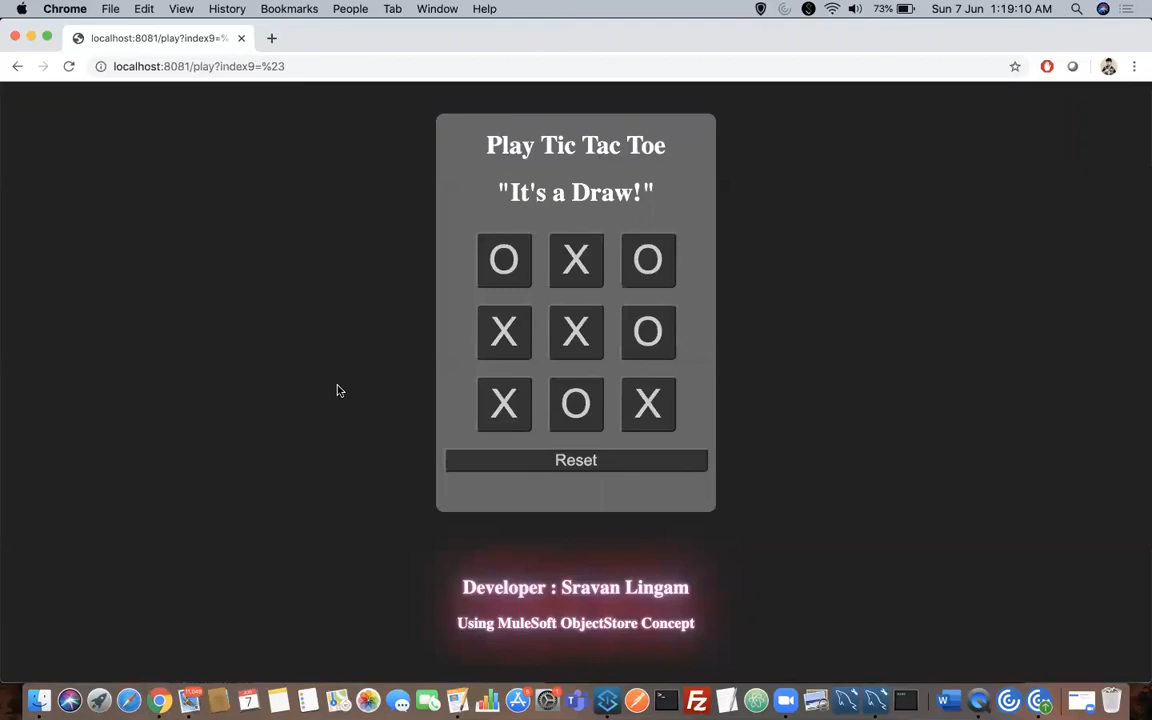 Chrome File Edit View History Bookmarks People Tab Window Help 73% Sun 7 Jun 1:19:10 AM
localhost:8081/play?index9=%
localhost:8081/play?index9=%23
Play Tic Tac Toe
"It's a Draw!"
O X O
X X O
X O X
Reset
Developer : Sravan Lingam
Using MuleSoft ObjectStore Concept